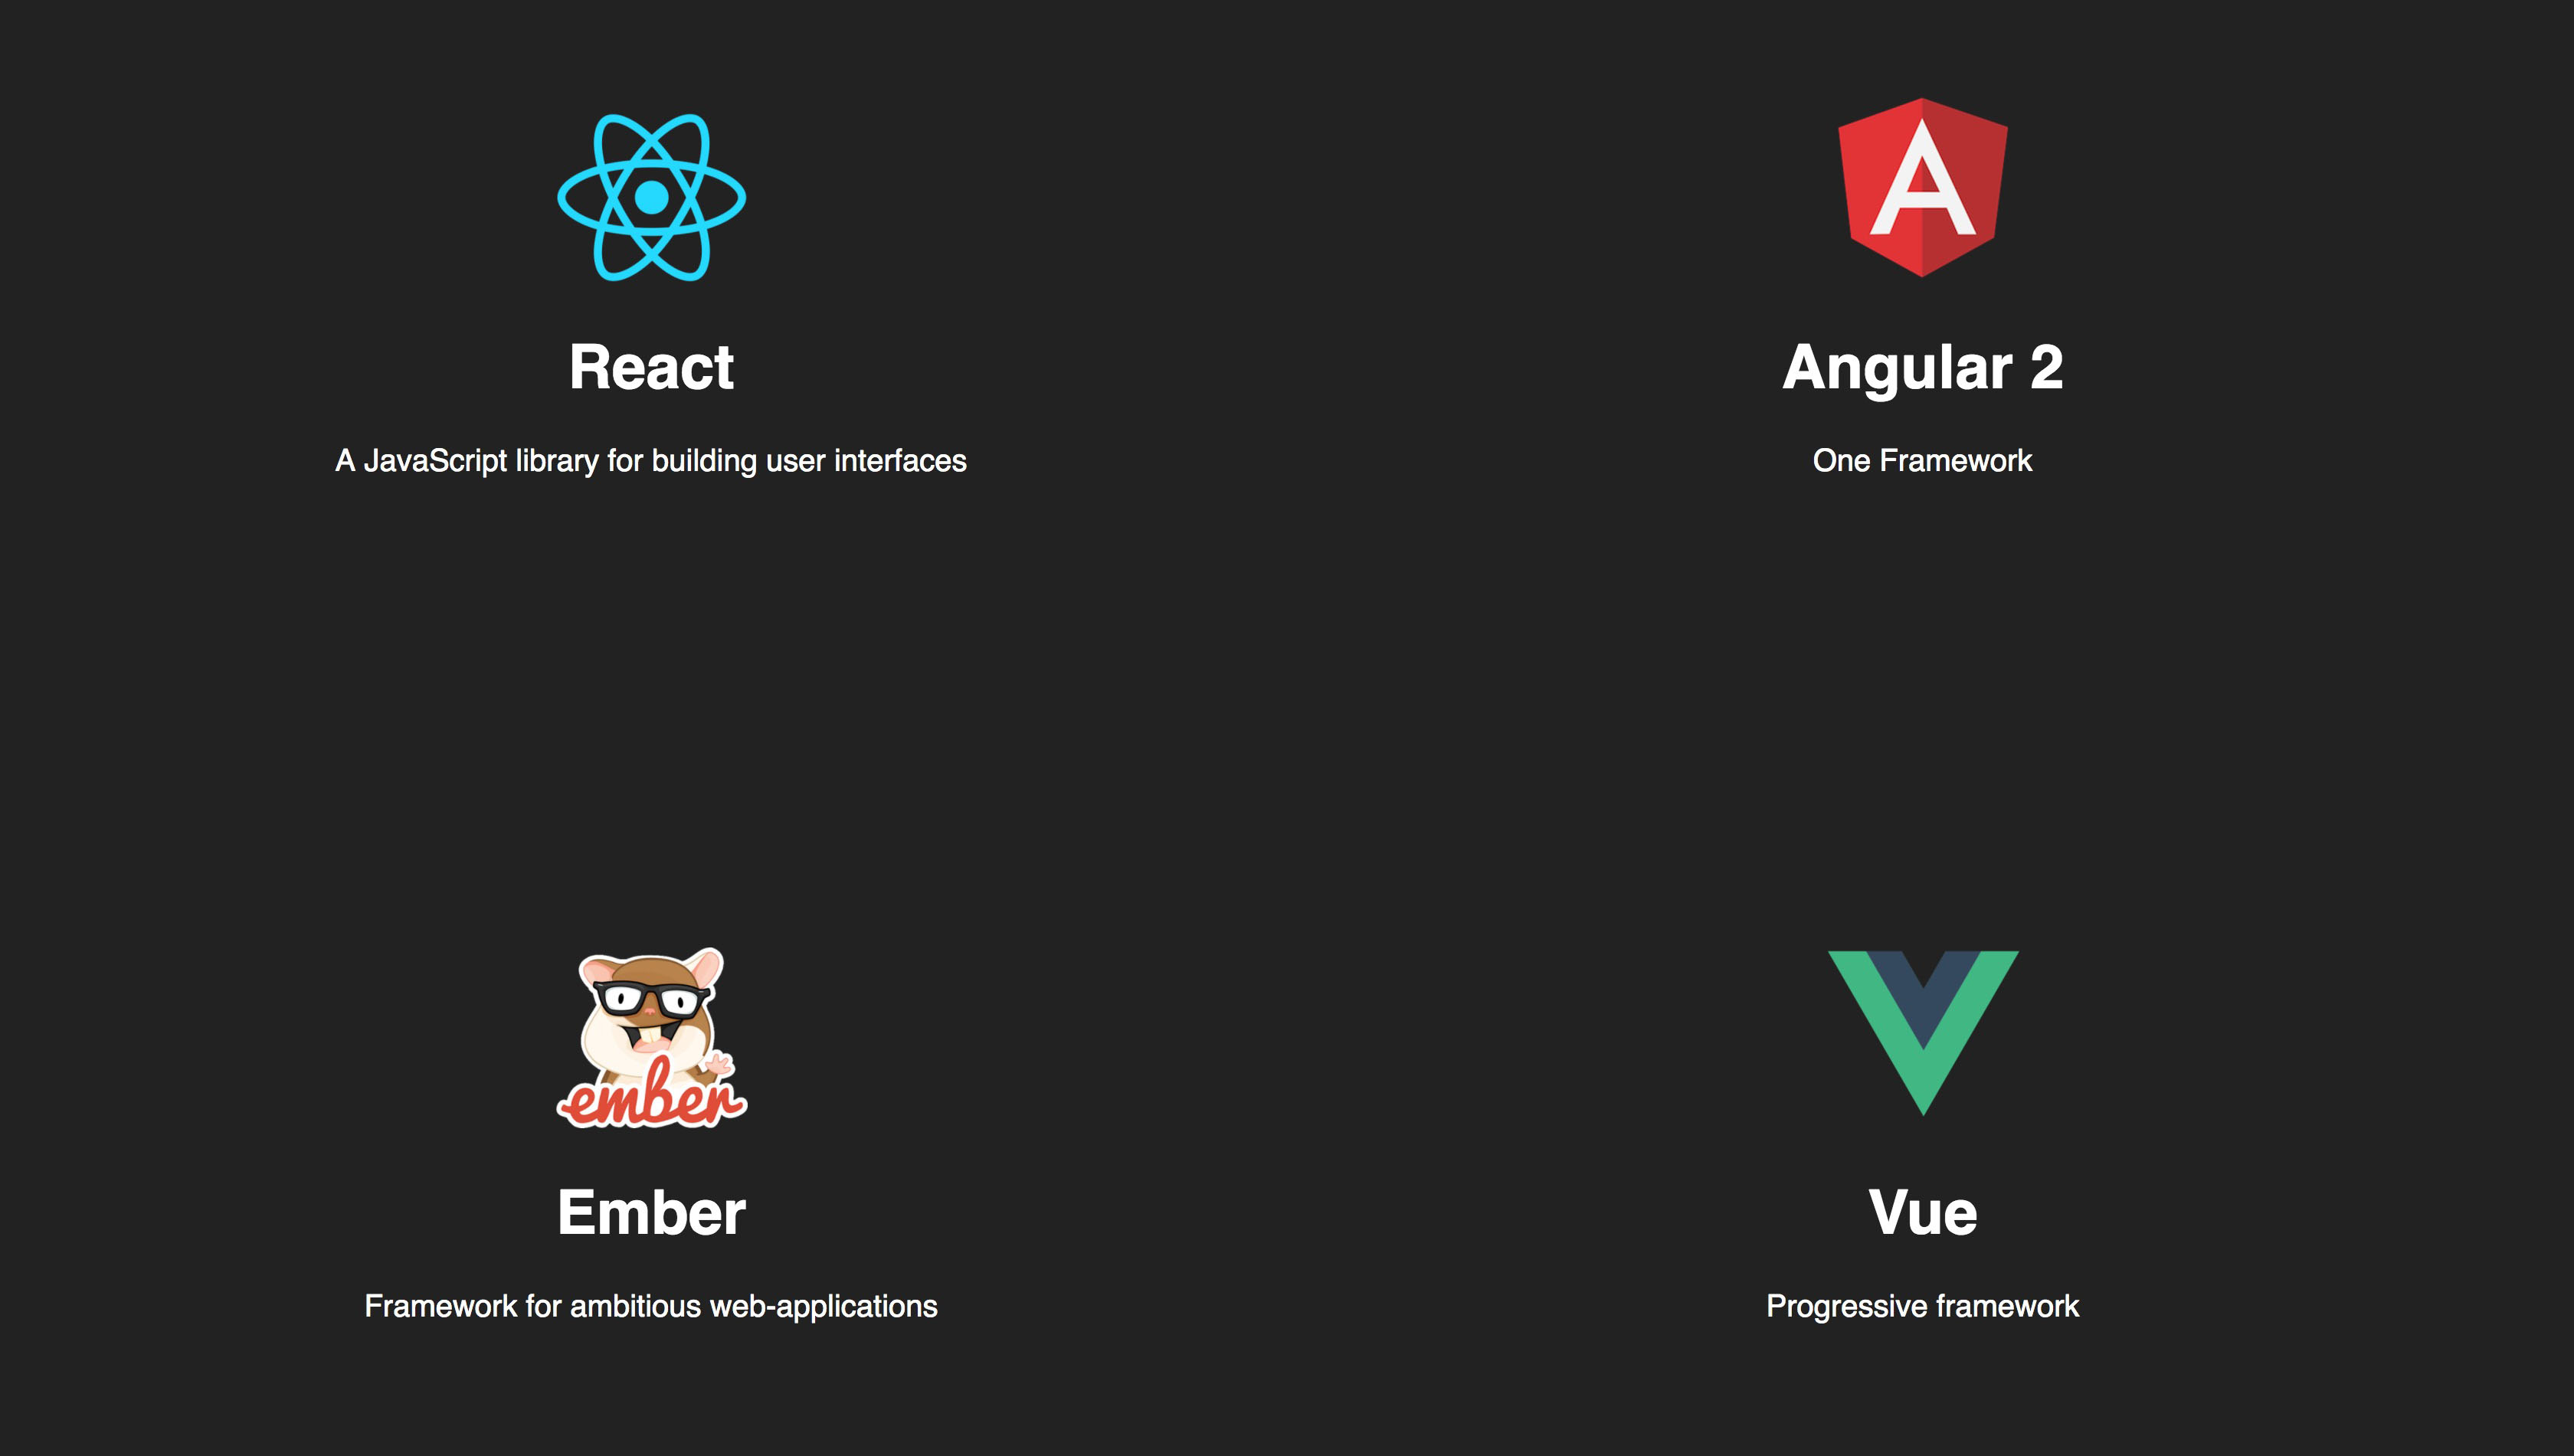 React
A JavaScript library for building user interfaces
Angular 2
One Framework
ember
Ember
Framework for ambitious web-applications
Vue
Progressive framework